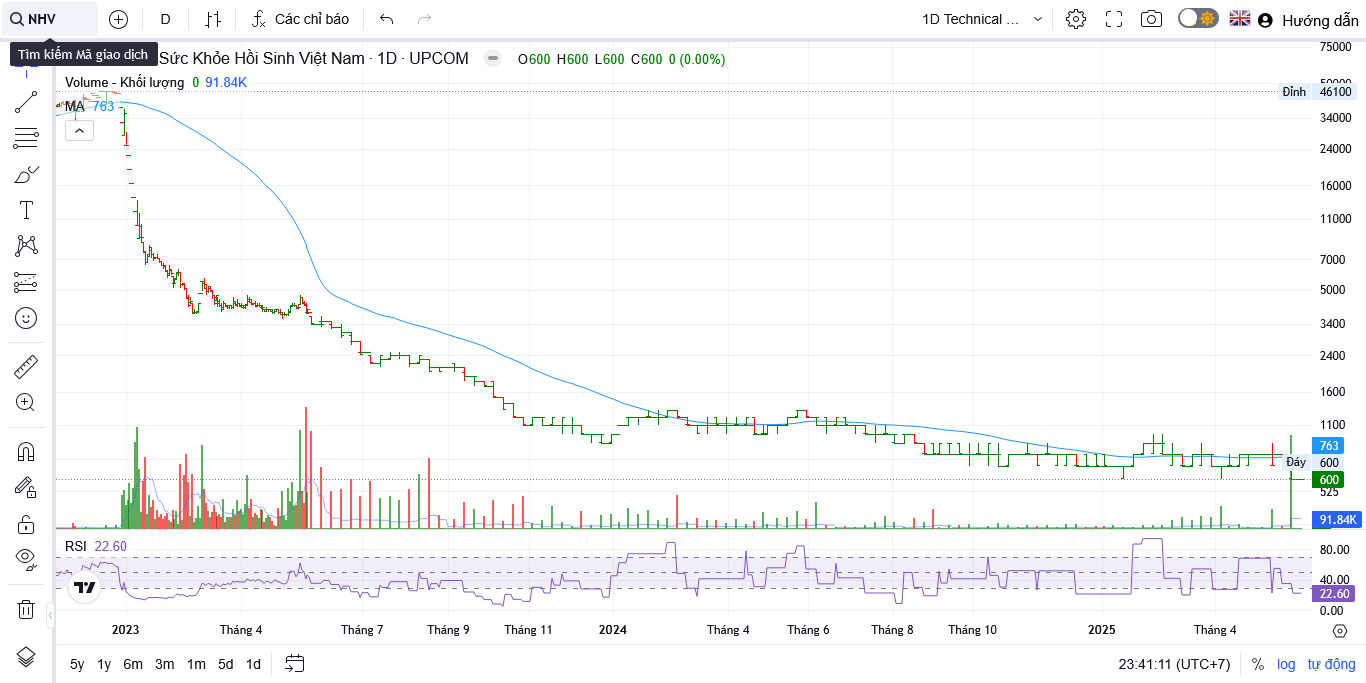 NHV
D
Các chỉ báo
1D Technical ...
Hướng dẫn
Tìm kiếm Mã giao dịch
Sức Khỏe Hồi Sinh Việt Nam · 1D · UPCOM
O600 H600 L600 C600 0 (0.00%)
Volume - Khối lượng 0 91.84K
MA 763
75000
50000
Đỉnh 46100
34000
24000
16000
11000
7000
5000
3400
2400
1600
1100
763
Đáy 600
600
525
91.84K
RSI 22.60
80.00
40.00
22.60
0.00
2023 Tháng 4 Tháng 7 Tháng 9 Tháng 11 2024 Tháng 4 Tháng 6 Tháng 8 Tháng 10 2025 Tháng 4
5y 1y 6m 3m 1m 5d 1d
23:41:11 (UTC+7) % log tự động